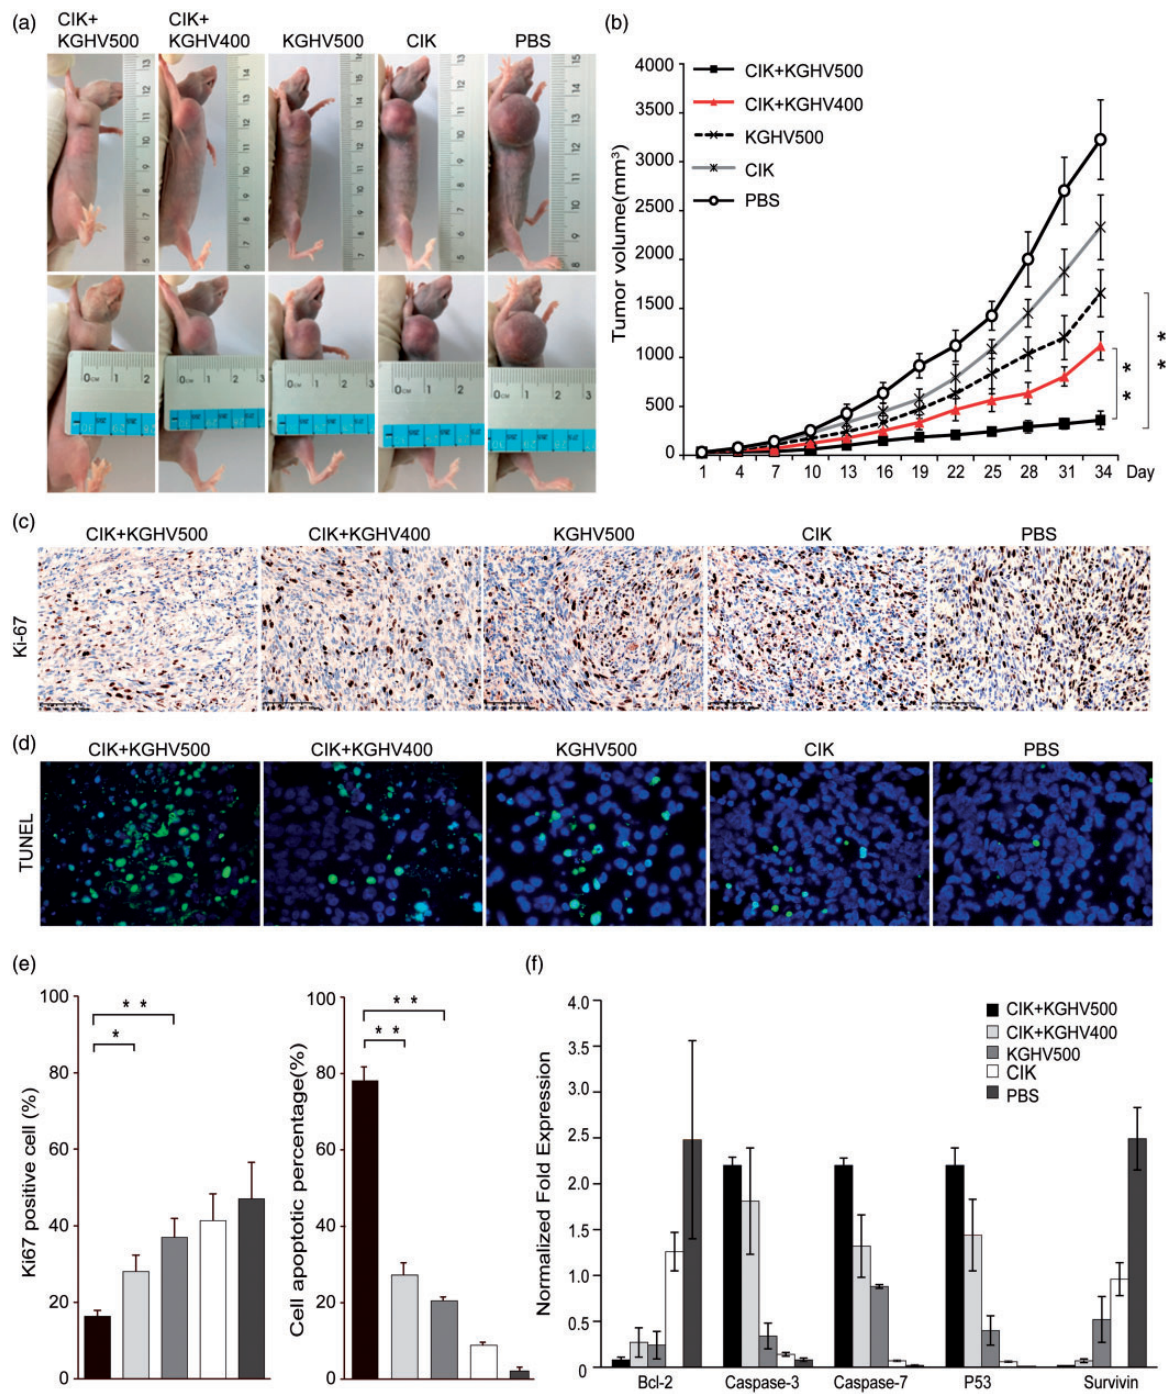 (a)
CIK+
KGHV500
CIK+
KGHV400
KGHV500
CIK
PBS
(b)
4000
3500
3000
2500
2000
1500
1000
500
0
Tumor volume(mm³)
CIK+KGHV500
CIK+KGHV400
KGHV500
CIK
PBS
1 4 7 10 13 16 19 22 25 28 31 34 Day
* *
* *
(c)
CIK+KGHV500 CIK+KGHV400 KGHV500 CIK PBS
Ki-67
(d)
CIK+KGHV500 CIK+KGHV400 KGHV500 CIK PBS
TUNEL
(e)
100
80
60
40
20
0
Ki67 positive cell (%)
* *
*
100
80
60
40
20
0
Cell apoptotic percentage(%)
* *
* *
(f)
4.0
3.5
3.0
2.5
2.0
1.5
1.0
0.5
0
Normalized Fold Expression
CIK+KGHV500
CIK+KGHV400
KGHV500
CIK
PBS
Bcl-2 Caspase-3 Caspase-7 P53 Survivin